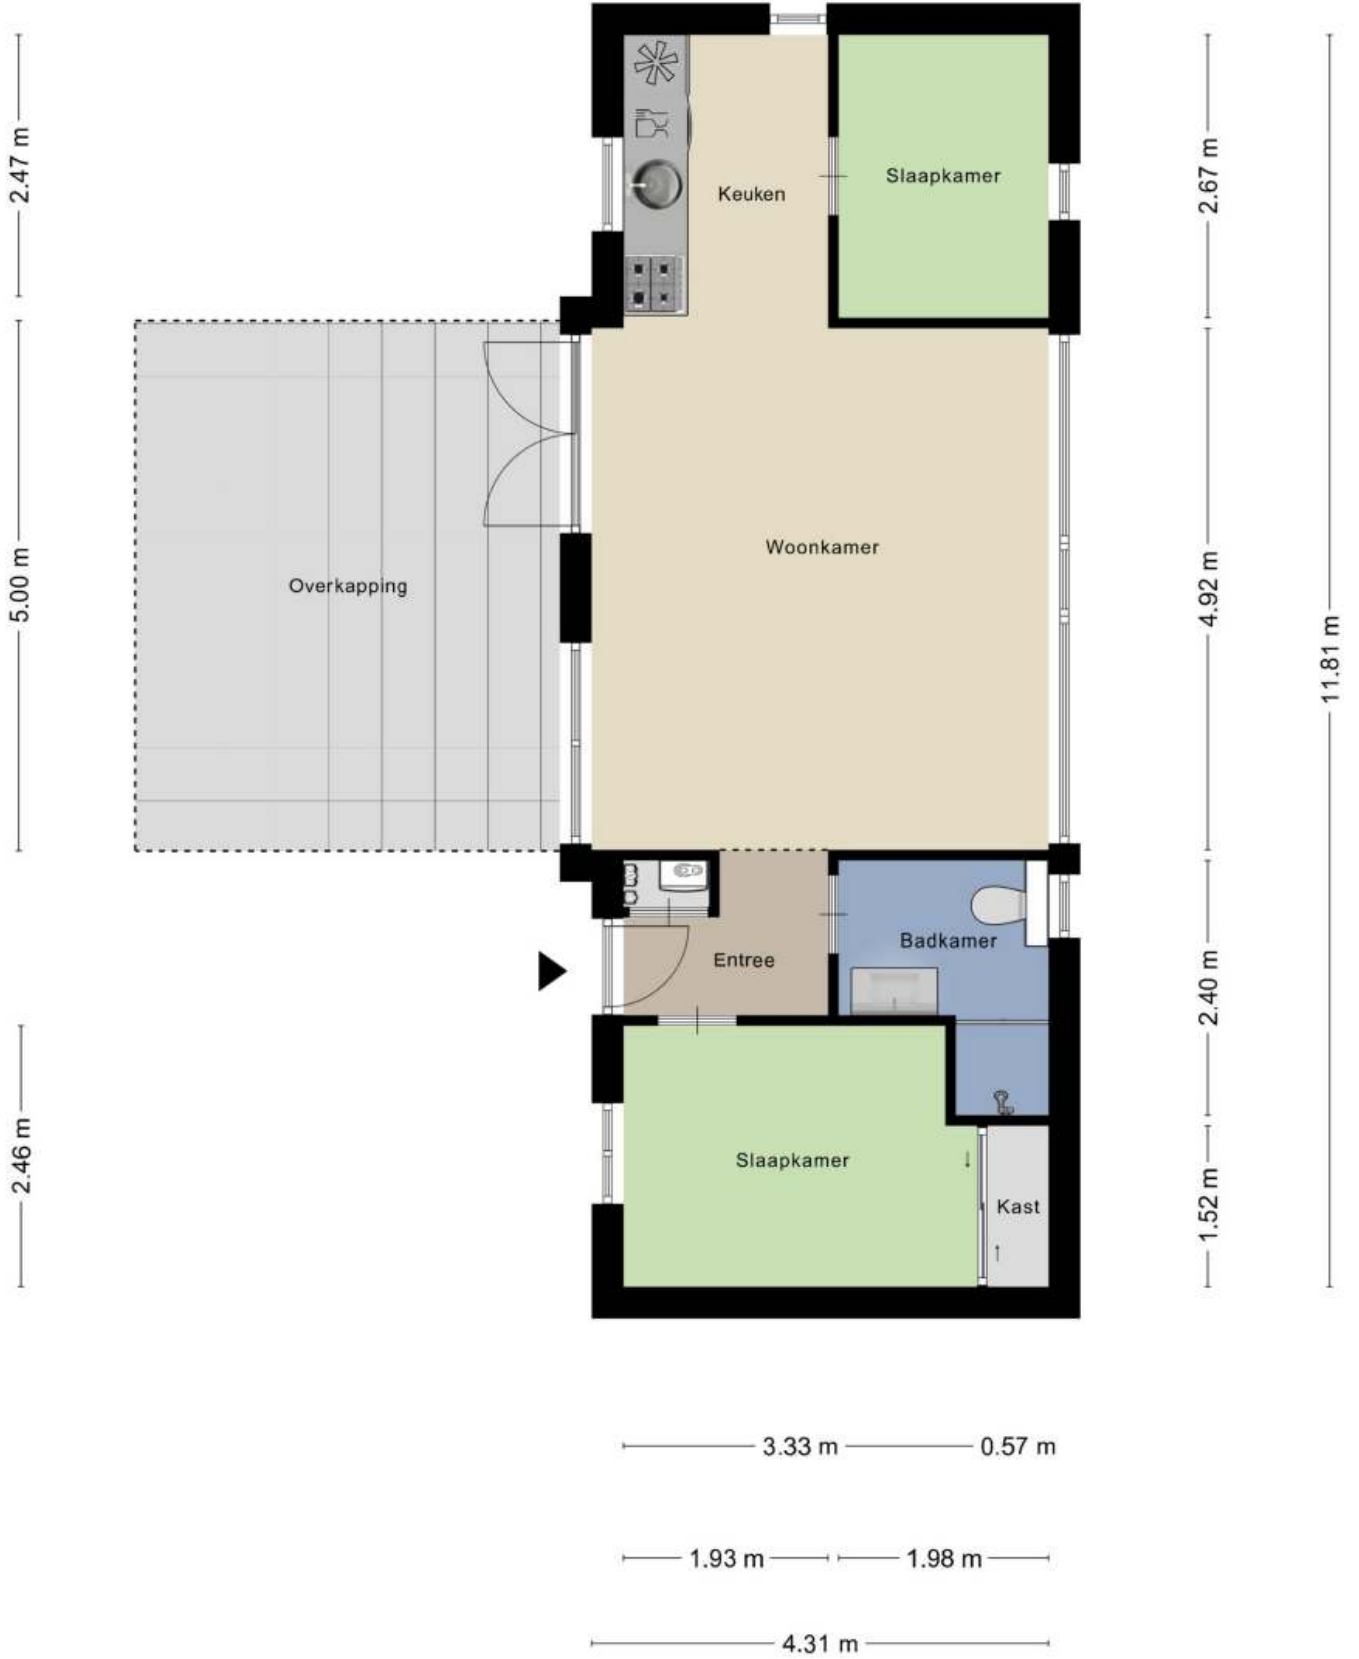 2.47 m
5.00 m
2.46 m
Keuken
Slaapkamer
Overkapping
Woonkamer
Entree
Badkamer
Slaapkamer
Kast
2.67 m
4.92 m
2.40 m
1.52 m
11.81 m
3.33 m 0.57 m
1.93 m 1.98 m
4.31 m